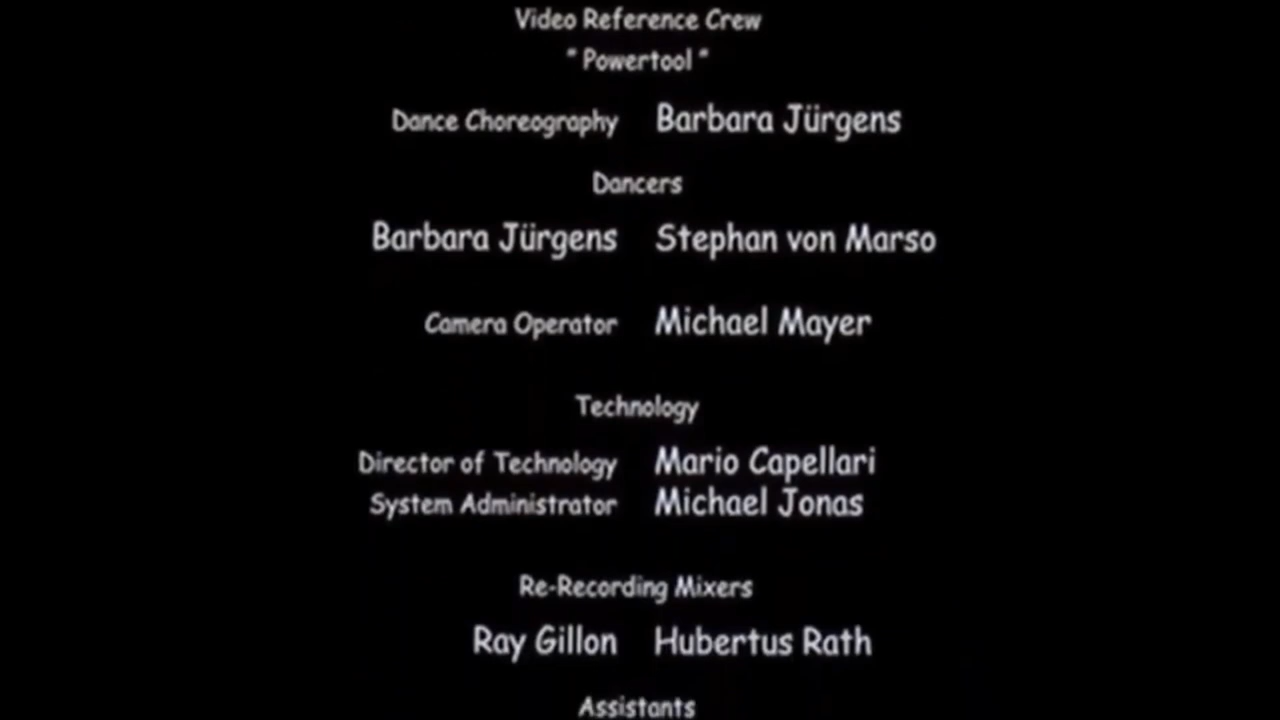 Video Reference Crew
" Powertool "
Dance Choreography Barbara Jürgens
Dancers
Barbara Jürgens Stephan von Marso
Camera Operator Michael Mayer
Technology
Director of Technology Mario Capellari
System Administrator Michael Jonas
Re-Recording Mixers
Ray Gillon Hubertus Rath
Assistants